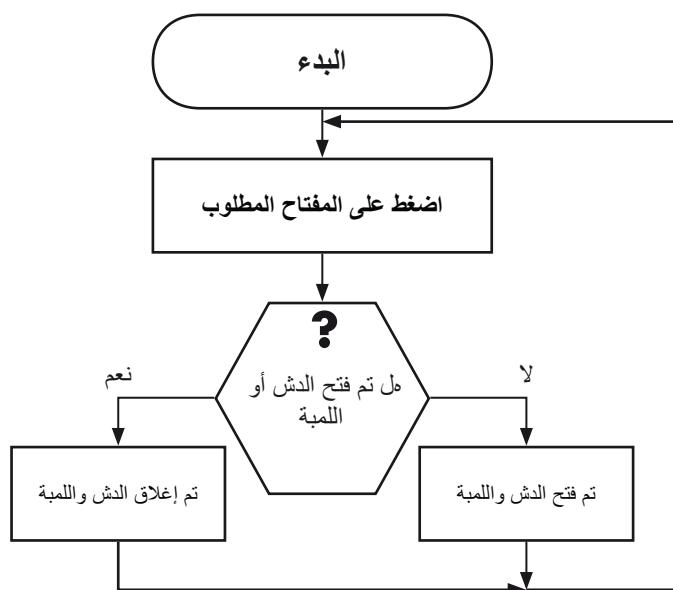 البدء
اضغط على المفتاح المطلوب
?
هل تم فتح الدش أو
اللمبة
لا
نعم
تم فتح الدش واللمبة
تم إغلاق الدش واللمبة